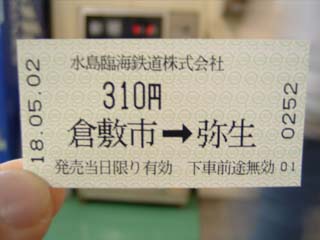 水島臨海鉄道株式会社
310円
倉敷市➡弥生
発売当日限り有効 下車前途無効 01
18.05.02
0252